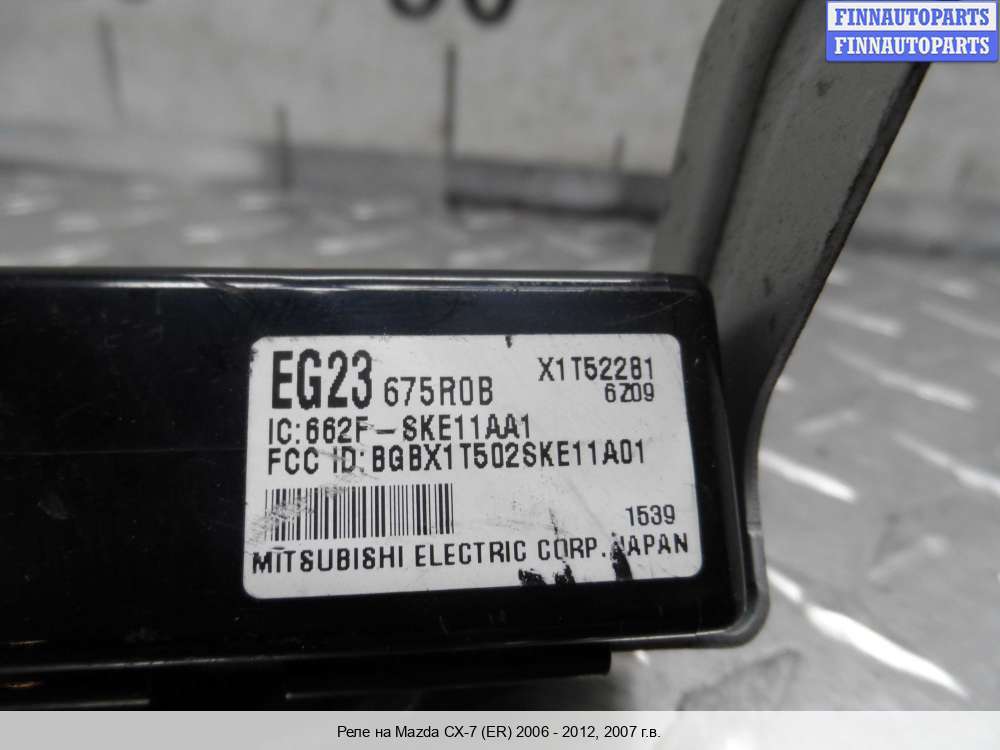 FINNAUTOPARTS
FINNAUTOPARTS
EG23 675R0B X1T52281
6Z09
IC:662F-SKE11AA1
FCC ID:BGBX1T502SKE11A01
1539
MITSUBISHI ELECTRIC CORP. JAPAN
Реле на Mazda CX-7 (ER) 2006 - 2012, 2007 г.в.